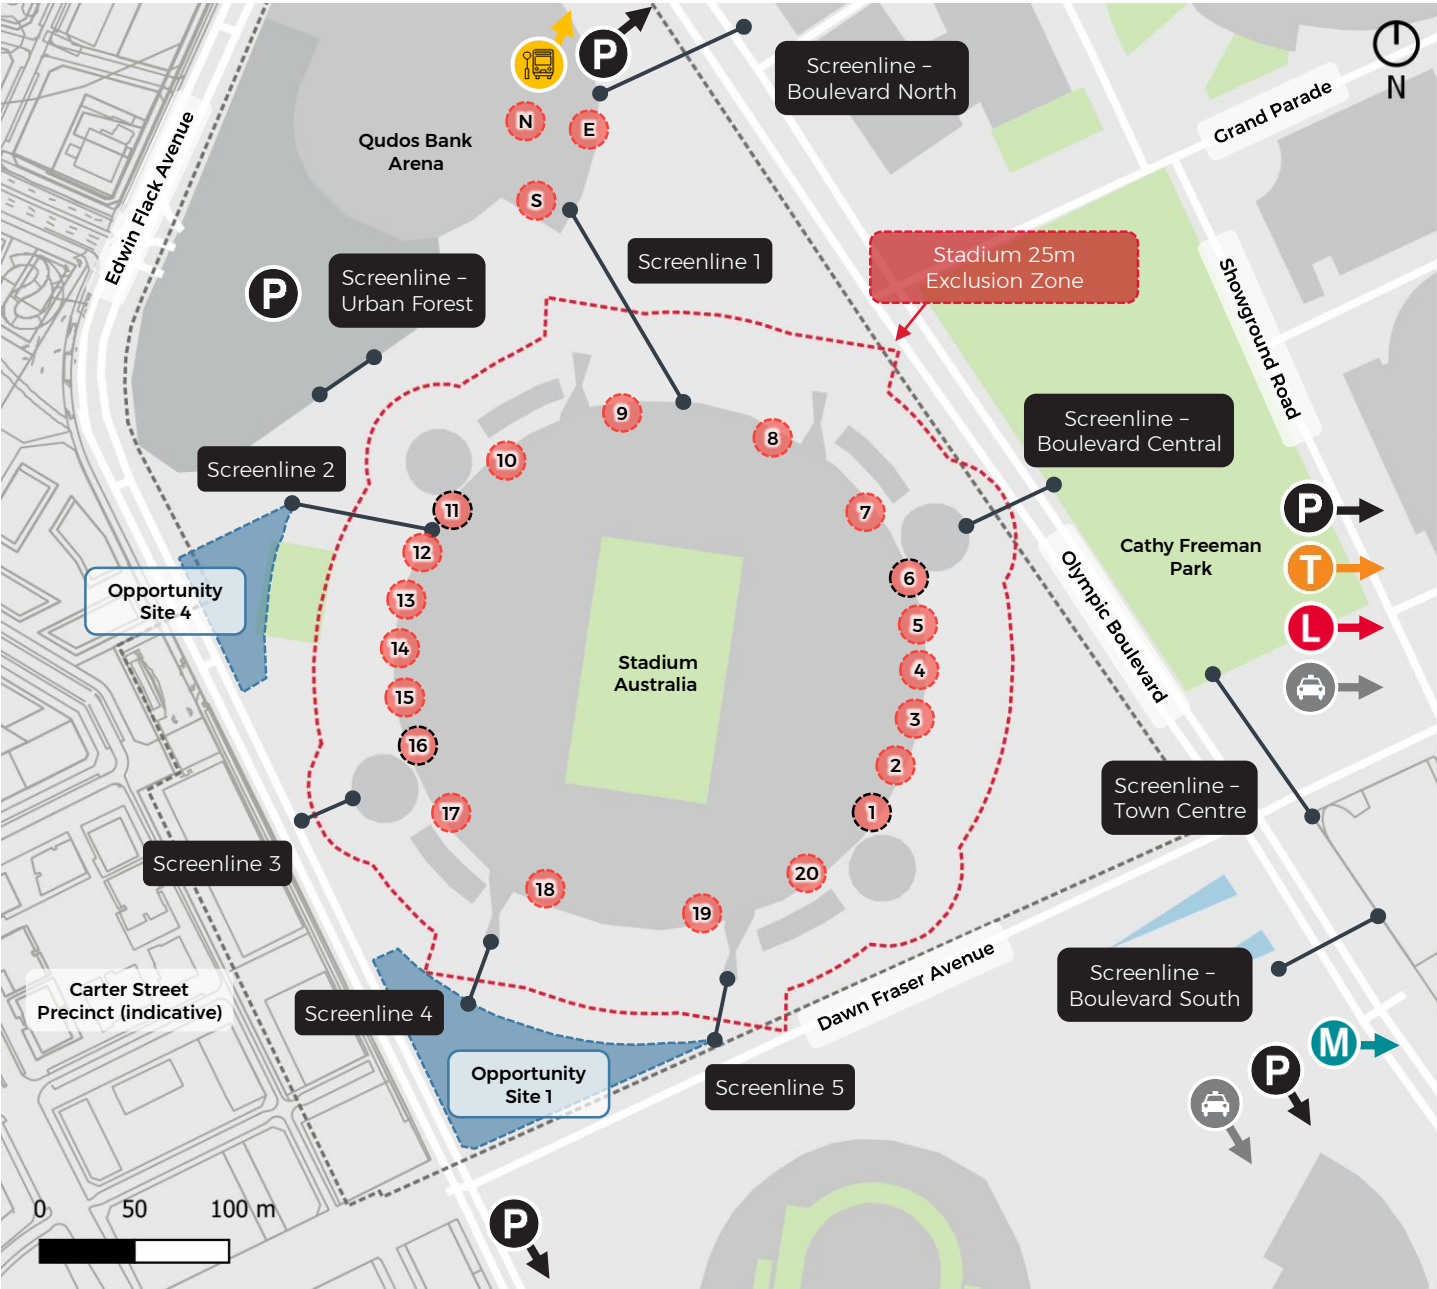 P
Screenline –
Boulevard North
N
Grand Parade
N
E
Qudos Bank
Arena
S
Edwin Flack Avenue
Screenline 1
Stadium 25m
Exclusion Zone
P
Screenline –
Urban Forest
Showground Road
9
8
Screenline –
Boulevard Central
10
Screenline 2
11
7
P
12
Cathy Freeman
Park
Opportunity
Site 4
6
T
13
5
L
14
4
Stadium
Australia
Olympic Boulevard
15
3
16
2
Screenline –
Town Centre
17
1
Screenline 3
20
18
19
Dawn Fraser Avenue
Screenline –
Boulevard South
Carter Street
Precinct (indicative)
Screenline 4
M
P
Opportunity
Site 1
Screenline 5
0 50 100 m
P